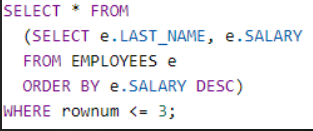 SELECT * FROM
(SELECT e.LAST_NAME, e.SALARY
FROM EMPLOYEES e
ORDER BY e.SALARY DESC)
WHERE rownum <= 3;